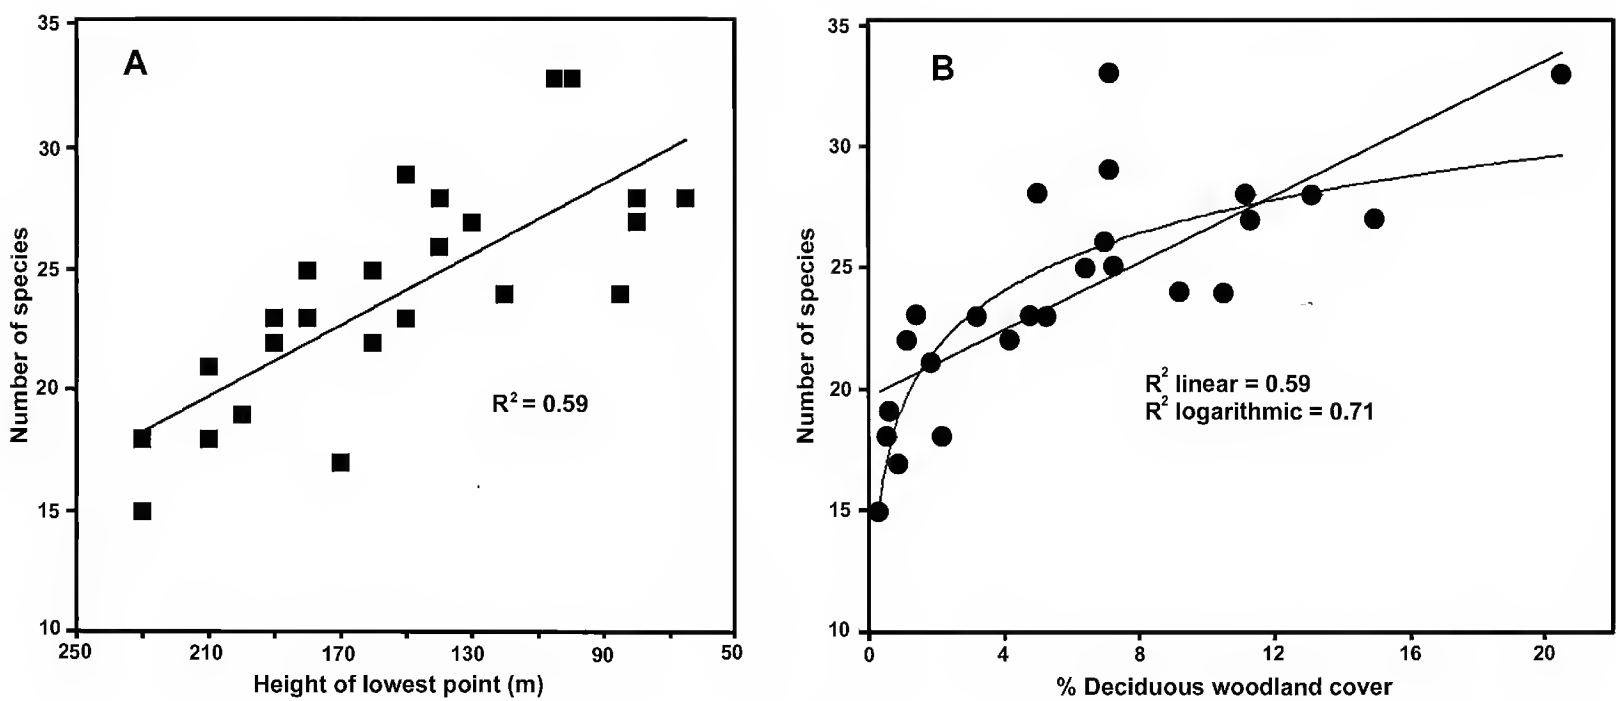 A
35
30
25
20
15
10
Number of species
R² = 0.59
250 210 170 130 90 50
Height of lowest point (m)
B
35
30
25
20
15
10
Number of species
R² linear = 0.59
R² logarithmic = 0.71
0 4 8 12 16 20
% Deciduous woodland cover